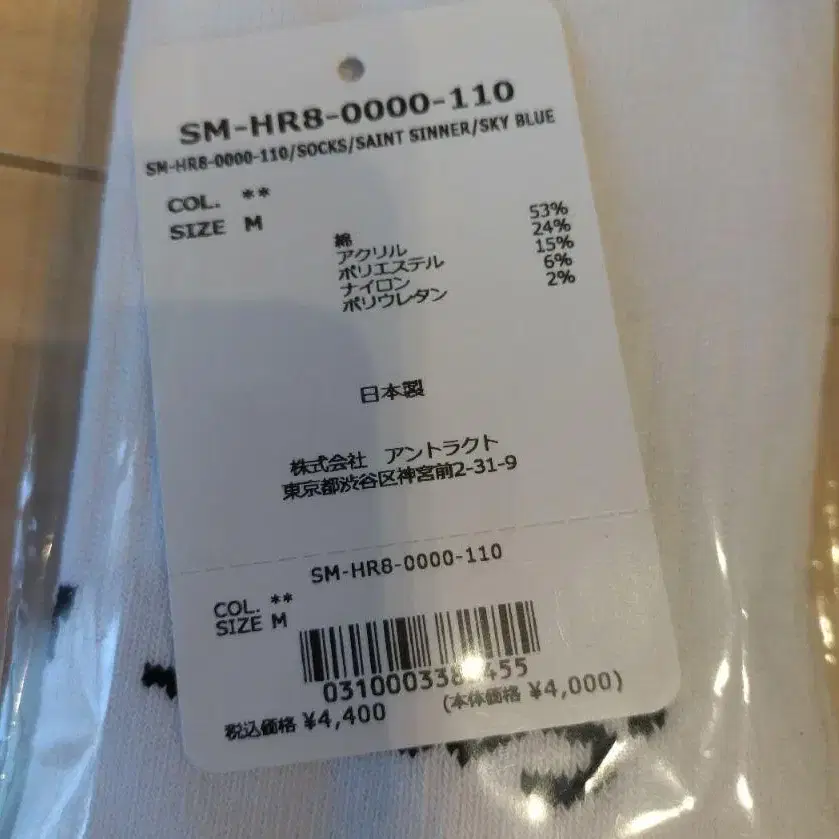 SM-HR8-0000-110
SM-HR8-0000-110/SOCKS/SAINT SINNER/SKY BLUE
COL. **
SIZE M
綿 53%
アクリル 24%
ポリエステル 15%
ナイロン 6%
ポリウレタン 2%
日本製
株式会社 アントラクト
東京都渋谷区神宮前2-31-9
SM-HR8-0000-110
COL. **
SIZE M
税込価格 ¥4,400 (本体価格 ¥4,000)